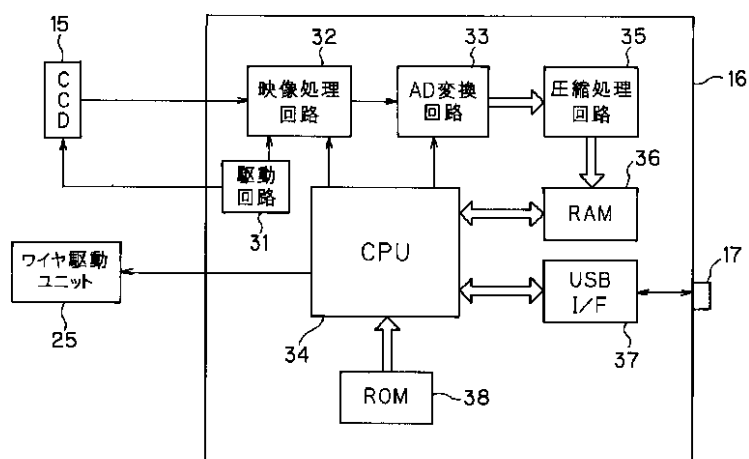 15
CCD
32
映像処理
回路
33
AD変換
回路
35
圧縮処理
回路
16
駆動
回路
31
36
RAM
CPU
34
ワイヤ駆動
ユニット
25
USB
I/F
37
17
ROM
38